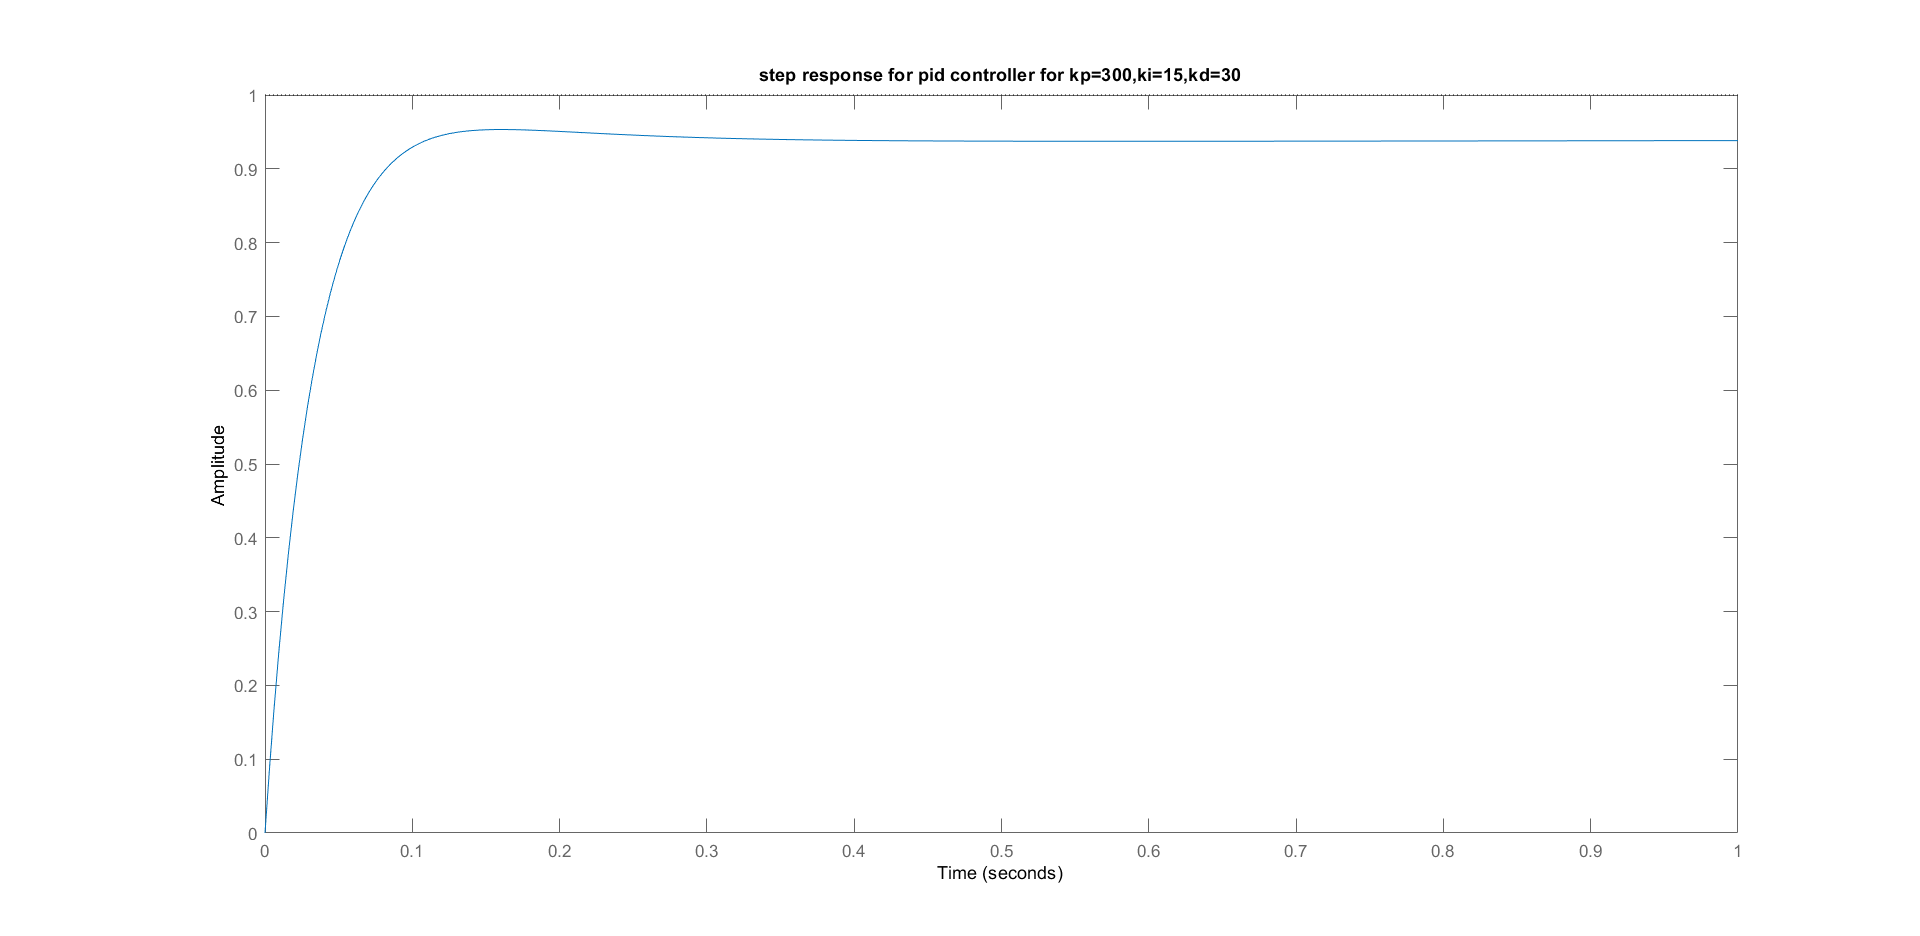 step response for pid controller for kp=300,ki=15,kd=30
1
0.9
0.8
0.7
0.6
0.5
0.4
0.3
0.2
0.1
0
Amplitude
0 0.1 0.2 0.3 0.4 0.5 0.6 0.7 0.8 0.9 1
Time (seconds)